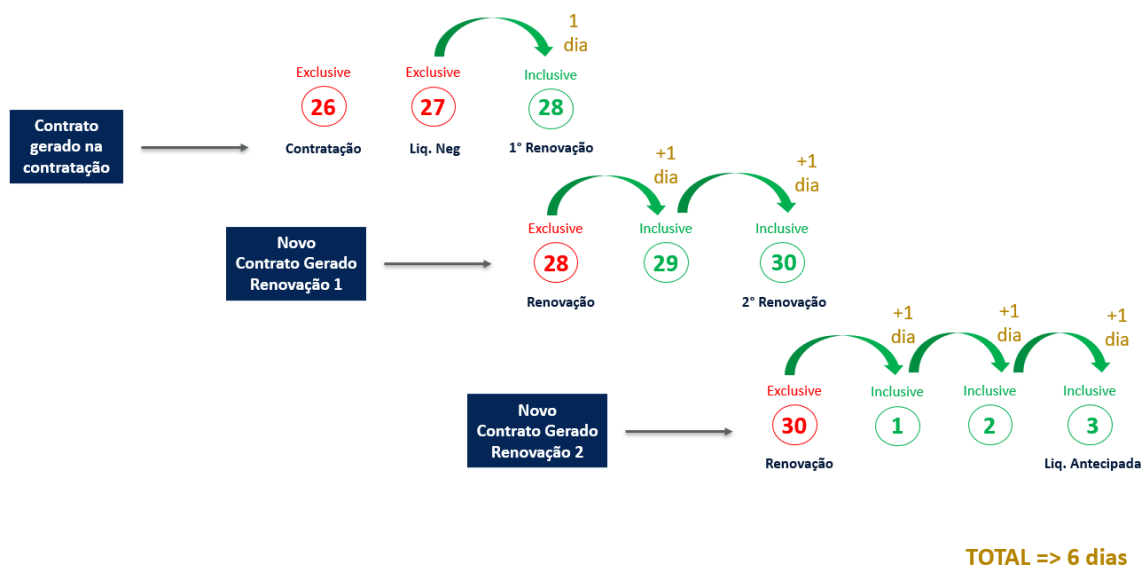 1
dia
Exclusive
Exclusive
Inclusive
26
27
28
Contrato
gerado na
contratação
Contratação
Liq. Neg
1° Renovação
+1
dia
+1
dia
Exclusive
Inclusive
Inclusive
Novo
Contrato Gerado
Renovação 1
28
29
30
Renovação
2° Renovação
+1
dia
+1
dia
+1
dia
Exclusive
Inclusive
Inclusive
Inclusive
Novo
Contrato Gerado
Renovação 2
30
1
2
3
Renovação
Liq. Antecipada
TOTAL => 6 dias